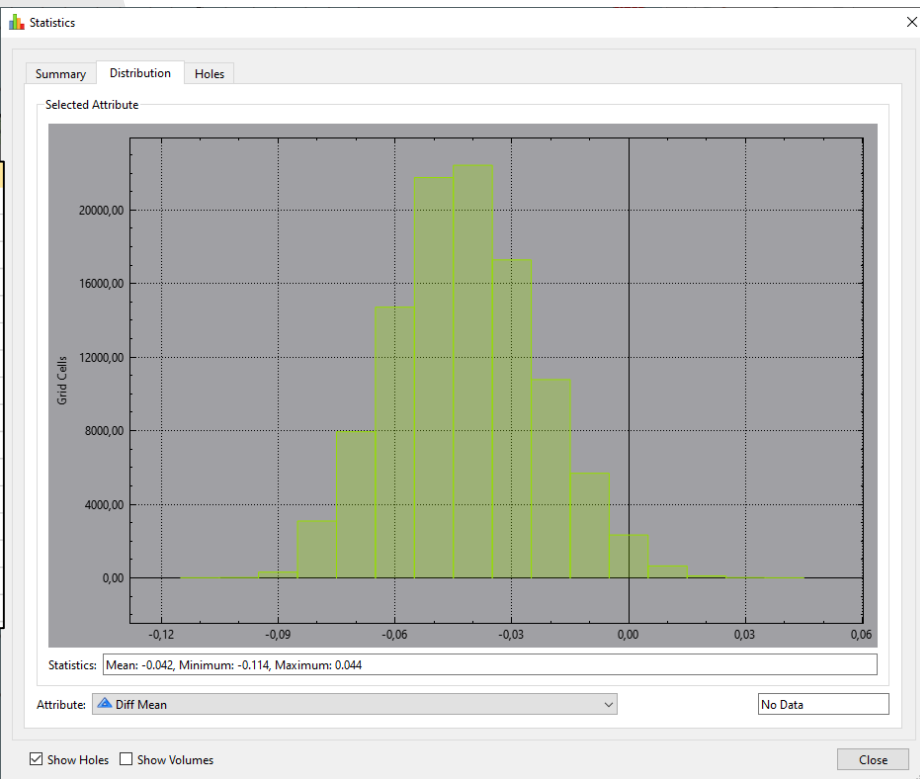 Statistics
Summary Distribution Holes
Selected Attribute
20000,00
16000,00
12000,00
8000,00
4000,00
0,00
Grid Cells
-0,12 -0,09 -0,06 -0,03 0,00 0,03 0,06
Statistics: Mean: -0.042, Minimum: -0.114, Maximum: 0.044
Attribute: Diff Mean No Data
Show Holes Show Volumes Close